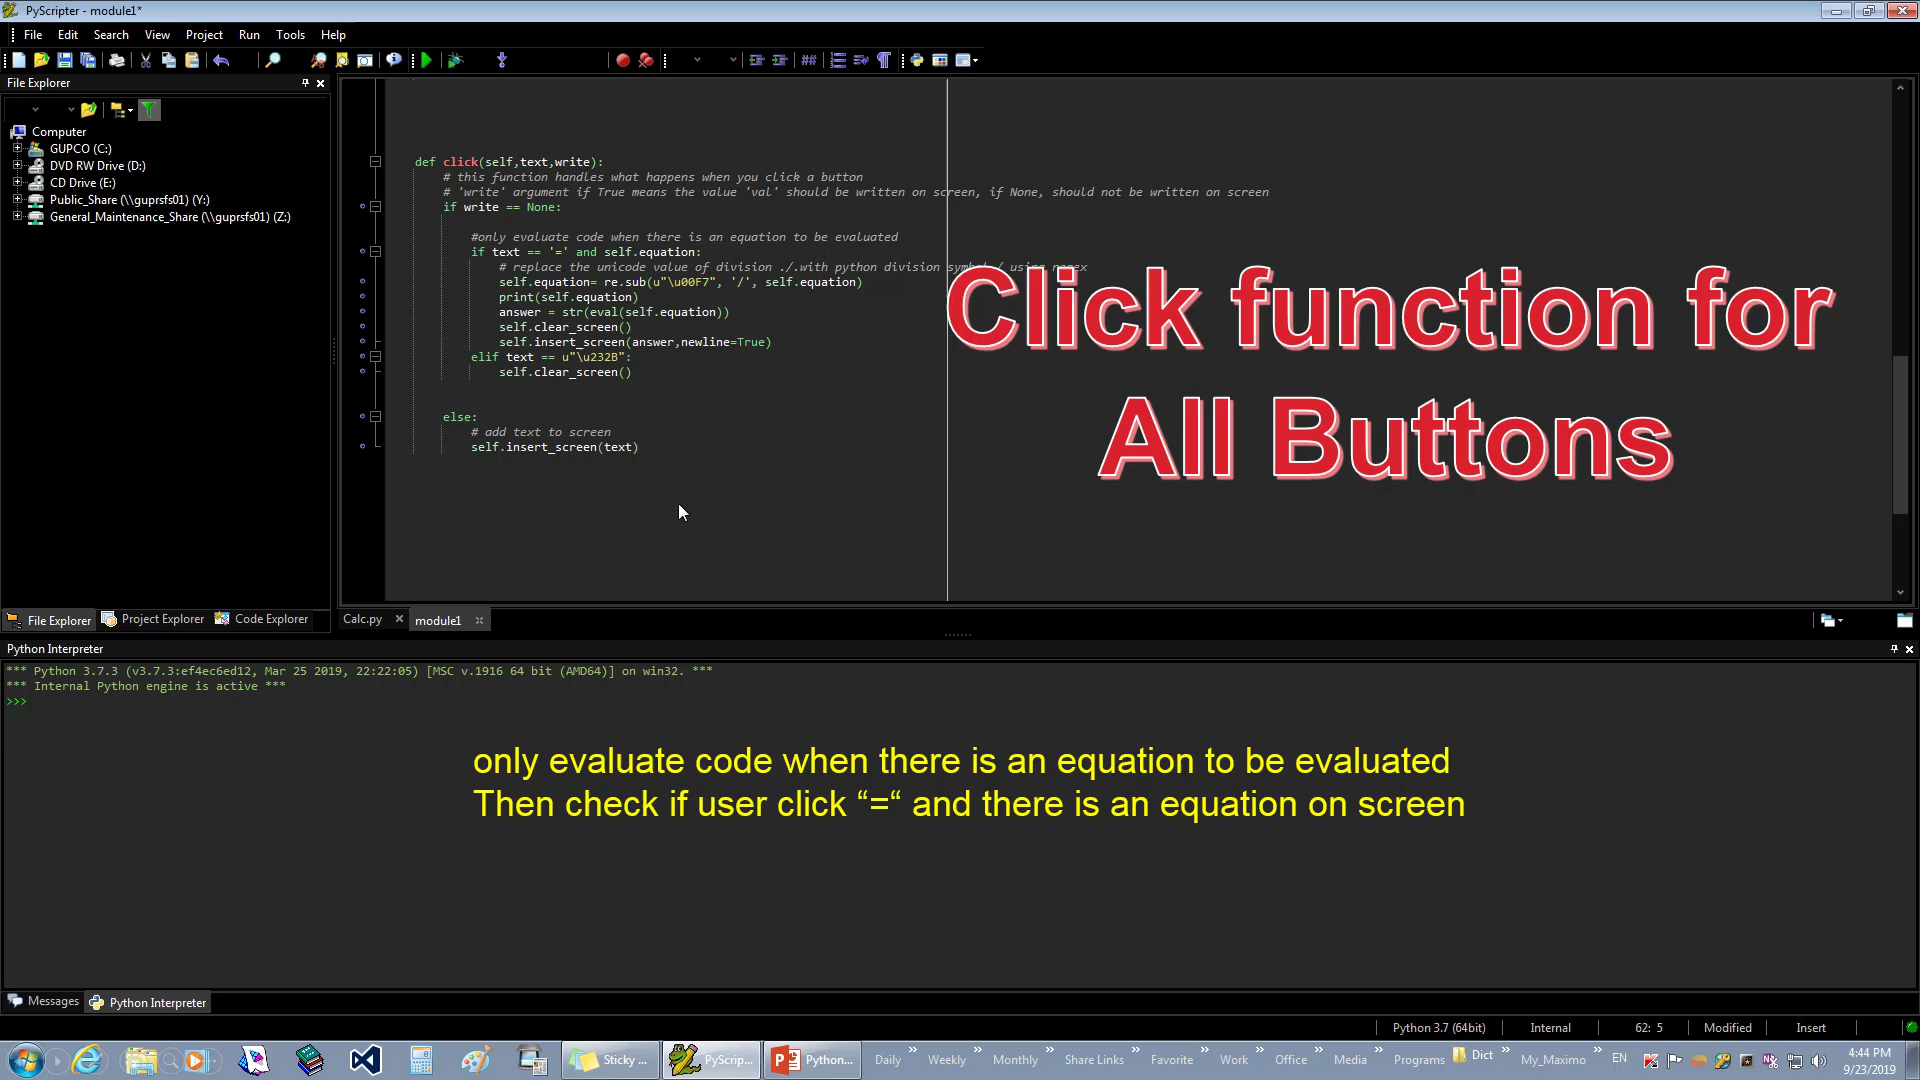 PyScripter - module1*
File Edit Search View Project Run Tools Help
File Explorer
Computer
GUPCO (C:)
DVD RW Drive (D:)
CD Drive (E:)
Public_Share (\\guprsfs01) (Y:)
General_Maintenance_Share (\\guprsfs01) (Z:)
def click(self,text,write):
# this function handles what happens when you click a button
# 'write' argument if True means the value 'val' should be written on screen, if None, should not be written on screen
if write == None:
#only evaluate code when there is an equation to be evaluated
if text == '=' and self.equation:
# replace the unicode value of division ./.with python division symbol / using regex
self.equation= re.sub(u"\u00F7", '/', self.equation)
print(self.equation)
answer = str(eval(self.equation))
self.clear_screen()
self.insert_screen(answer,newline=True)
elif text == u"\u232B":
self.clear_screen()
else:
# add text to screen
self.insert_screen(text)
Click function for
All Buttons
File Explorer Project Explorer Code Explorer
Calc.py module1
Python Interpreter
*** Python 3.7.3 (v3.7.3:ef4ec6ed12, Mar 25 2019, 22:22:05) [MSC v.1916 64 bit (AMD64)] on win32. ***
*** Internal Python engine is active ***
>>>
only evaluate code when there is an equation to be evaluated
Then check if user click “=“ and there is an equation on screen
Messages Python Interpreter
Python 3.7 (64bit) Internal 62: 5 Modified Insert
Sticky ... PyScrip... Python... Daily Weekly Monthly Share Links Favorite Work Office Media Programs Dict My_Maximo EN
4:44 PM
9/23/2019